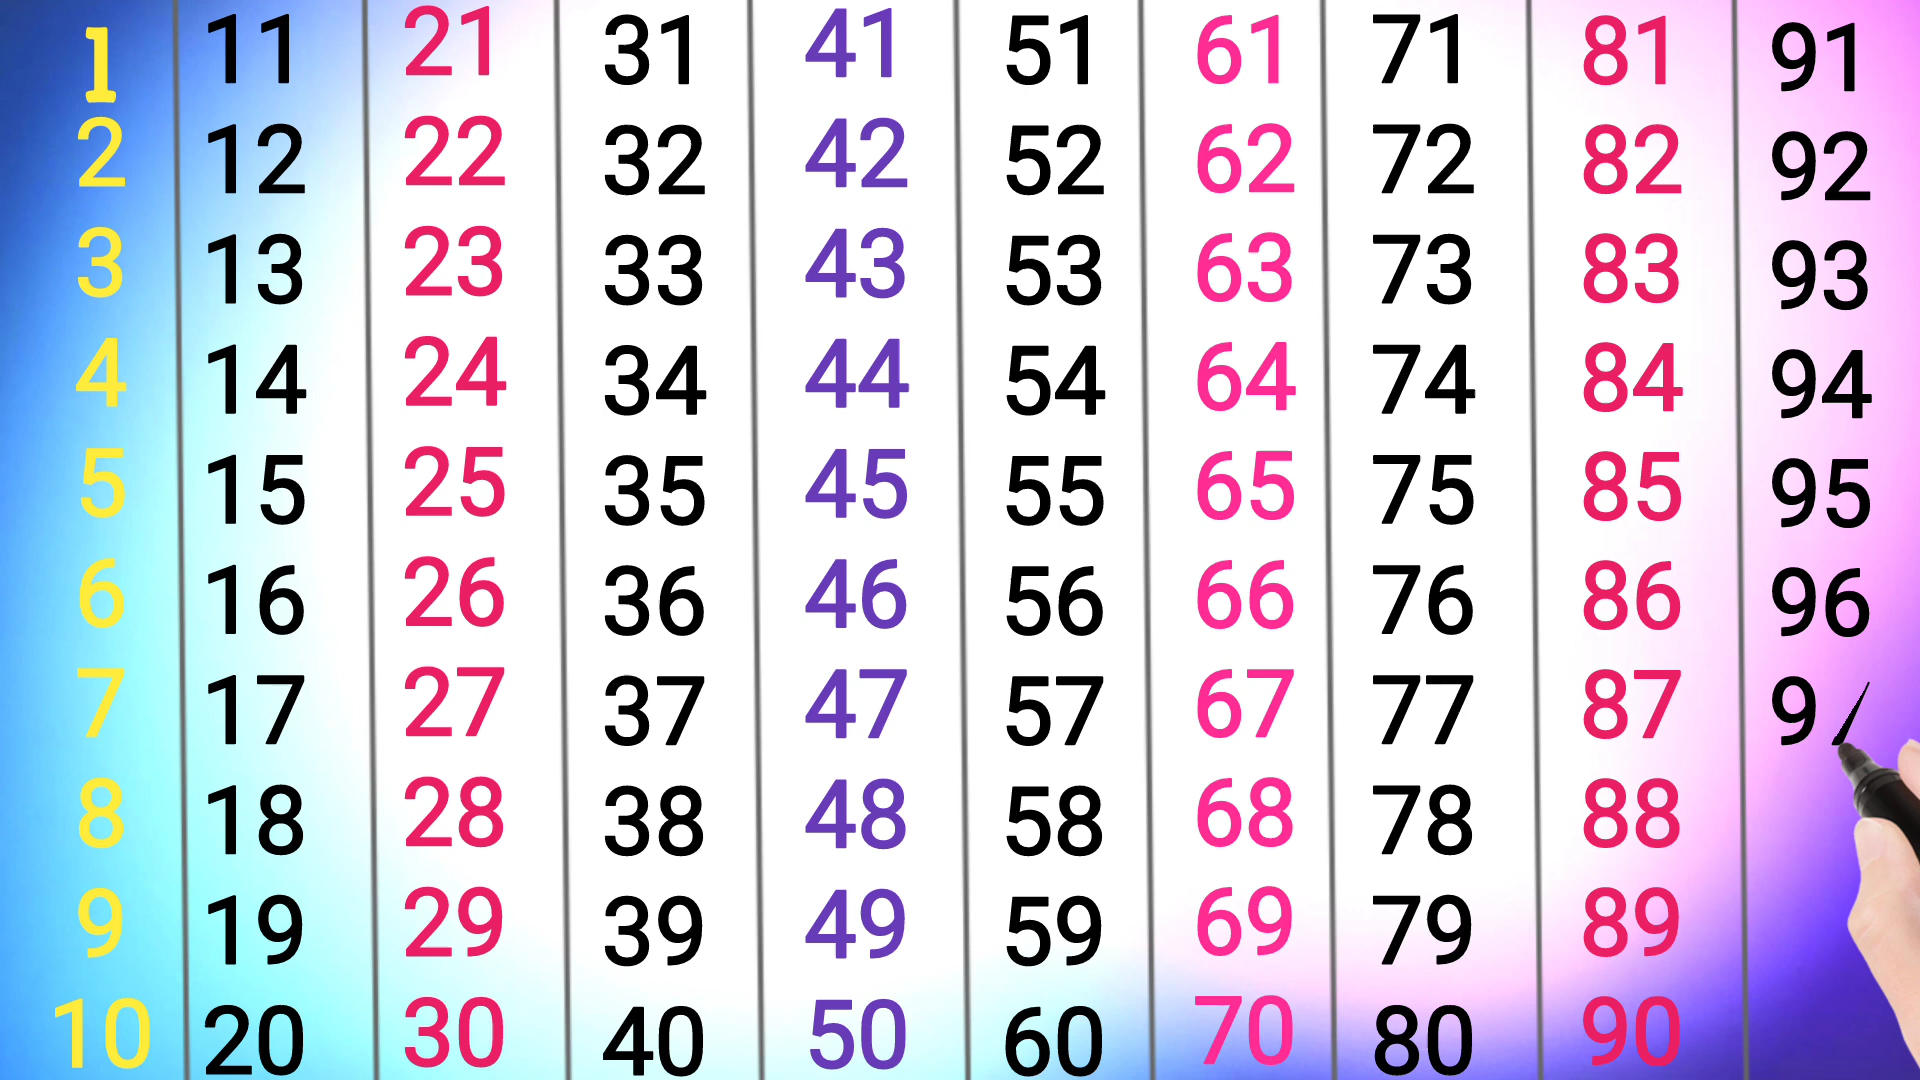 1 11 21 31 41 51 61 71 81 91
2 12 22 32 42 52 62 72 82 92
3 13 23 33 43 53 63 73 83 93
4 14 24 34 44 54 64 74 84 94
5 15 25 35 45 55 65 75 85 95
6 16 26 36 46 56 66 76 86 96
7 17 27 37 47 57 67 77 87 9
8 18 28 38 48 58 68 78 88
9 19 29 39 49 59 69 79 89
10 20 30 40 50 60 70 80 90